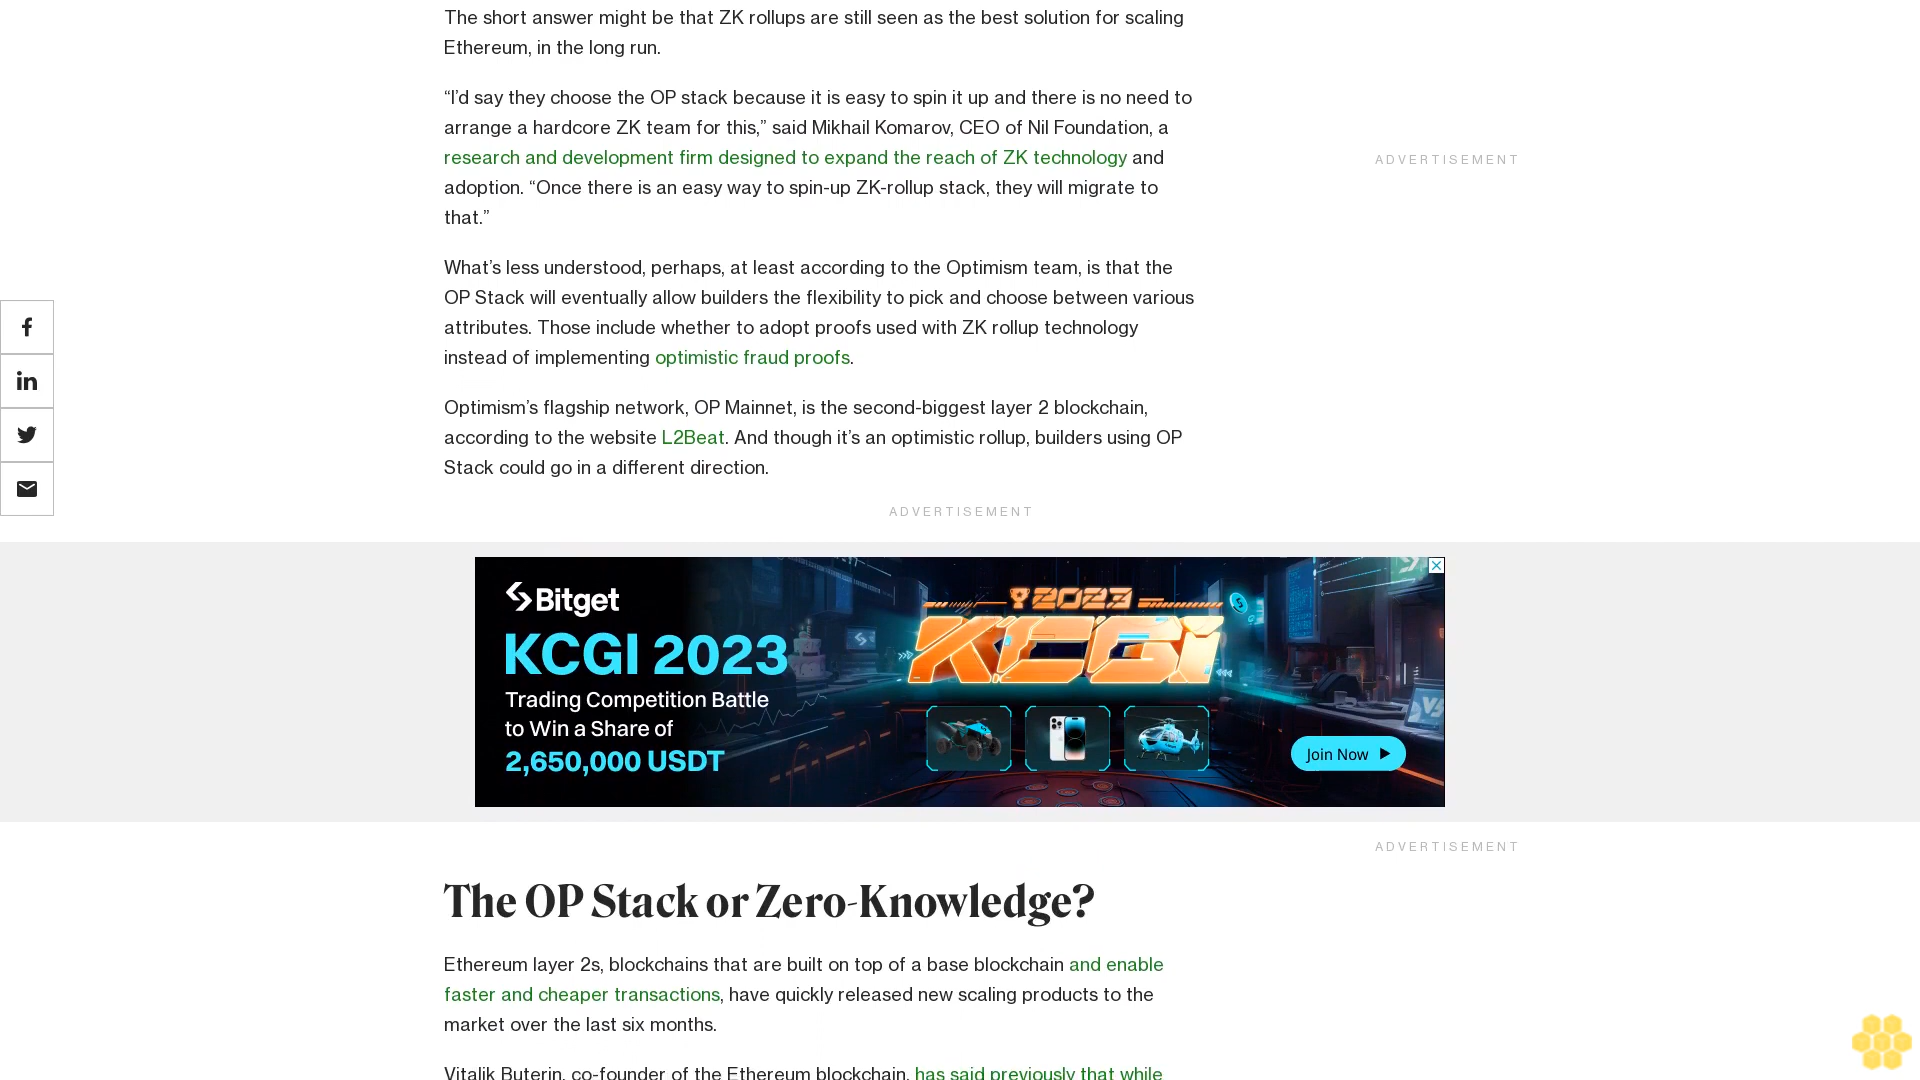 The short answer might be that ZK rollups are still seen as the best solution for scaling
Ethereum, in the long run.
“I’d say they choose the OP stack because it is easy to spin it up and there is no need to
arrange a hardcore ZK team for this,” said Mikhail Komarov, CEO of Nil Foundation, a
research and development firm designed to expand the reach of ZK technology and
adoption. “Once there is an easy way to spin-up ZK-rollup stack, they will migrate to
that.”
ADVERTISEMENT
What’s less understood, perhaps, at least according to the Optimism team, is that the
OP Stack will eventually allow builders the flexibility to pick and choose between various
attributes. Those include whether to adopt proofs used with ZK rollup technology
instead of implementing optimistic fraud proofs.
Optimism’s flagship network, OP Mainnet, is the second-biggest layer 2 blockchain,
according to the website L2Beat. And though it’s an optimistic rollup, builders using OP
Stack could go in a different direction.
ADVERTISEMENT
Bitget
KCGI 2023
Trading Competition Battle
to Win a Share of
2,650,000 USDT
2023
KCGI
Join Now
ADVERTISEMENT
The OP Stack or Zero-Knowledge?
Ethereum layer 2s, blockchains that are built on top of a base blockchain and enable
faster and cheaper transactions, have quickly released new scaling products to the
market over the last six months.
Vitalik Buterin, co-founder of the Ethereum blockchain, has said previously that while